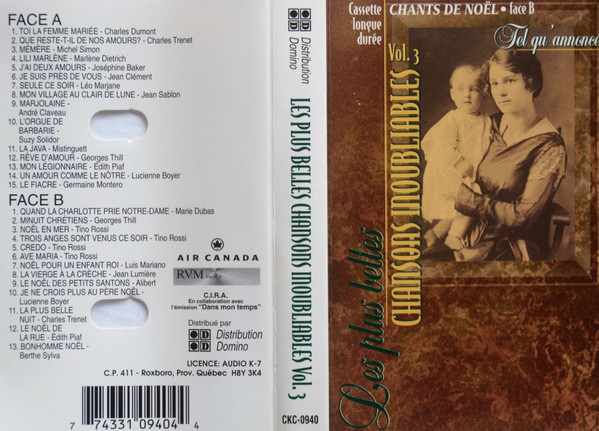 FACE A
1. TOI LA FEMME MARIÉE - Charles Dumont
2. QUE RESTE-T-IL DE NOS AMOURS? - Charles Trenet
3. MÉMÈRE - Michel Simon
4. LILI MARLÈNE - Marlène Dietrich
5. J'AI DEUX AMOURS - Joséphine Baker
6. JE SUIS PRÈS DE VOUS - Jean Clément
7. SEULE CE SOIR - Léo Marjane
8. MON VILLAGE AU CLAIR DE LUNE - Jean Sablon
9. MARJOLAINE -
André Claveau
10. L'ORGUE DE
BARBARIE -
Suzy Solidor
11. LA JAVA - Mistinguett
12. RÊVE D'AMOUR - Georges Thill
13. MON LÉGIONNAIRE - Édith Piaf
14. UN AMOUR COMME LE NÔTRE - Lucienne Boyer
15. LE FIACRE - Germaine Montero
FACE B
1. QUAND LA CHARLOTTE PRIE NOTRE-DAME - Marie Dubas
2. MINUIT CHRÉTIENS - Georges Thill
3. NOËL EN MER - Tino Rossi
4. TROIS ANGES SONT VENUS CE SOIR - Tino Rossi
5. CREDO - Tino Rossi
6. AVE MARIA - Tino Rossi
7. NOËL POUR UN ENFANT ROI - Luis Mariano
8. LA VIERGE À LA CRÈCHE - Jean Lumière
9. LE NOËL DES PETITS SANTONS - Alibert
10. JE NE CROIS PLUS AU PÈRE NOËL -
Lucienne Boyer
11. LA PLUS BELLE
NUIT - Charles Trenet
12. LE NOËL DE
LA RUE - Édith Piaf
13. BONHOMME NOËL -
Berthe Sylva
AIR CANADA
RVM
C.I.R.A.
En collaboration avec
l'émission "Dans mon temps"
Distribué par
Distribution
Domino
LICENCE: AUDIO K-7
C.P. 411 - Roxboro, Prov. Québec H8Y 3K4
7 74331 09404 4
Distribution
Domino
LES PLUS BELLES CHANSONS INOUBLIABLES Vol. 3
CKC-0940
Cassette
longue
durée
CHANTS DE NOËL • face B
Tel qu'annonc
Vol. 3
Les plus belles
CHANSONS INOUBLIABLES